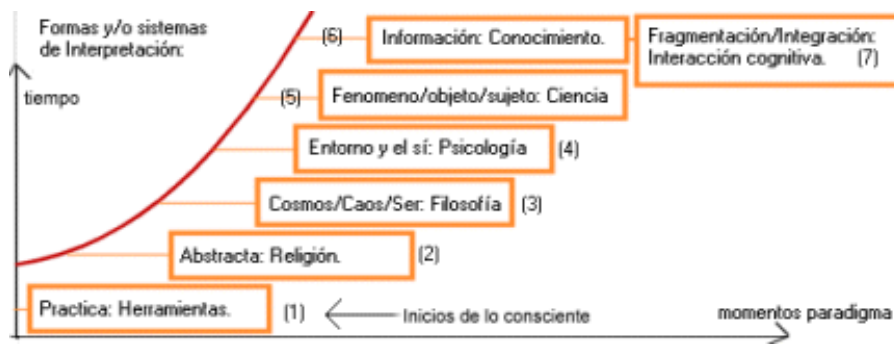 Formas y/o sistemas
de Interpretación:
tiempo
(6)
Información: Conocimiento.
Fragmentación/Integración:
Interacción cognitiva. (7)
(5)
Fenomeno/objeto/sujeto: Ciencia
Entorno y el sí: Psicología
(4)
Cosmos/Caos/Ser: Filosofía
(3)
Abstracta: Religión.
(2)
Practica: Herramientas.
(1)
Inicios de lo consciente
momentos paradigma